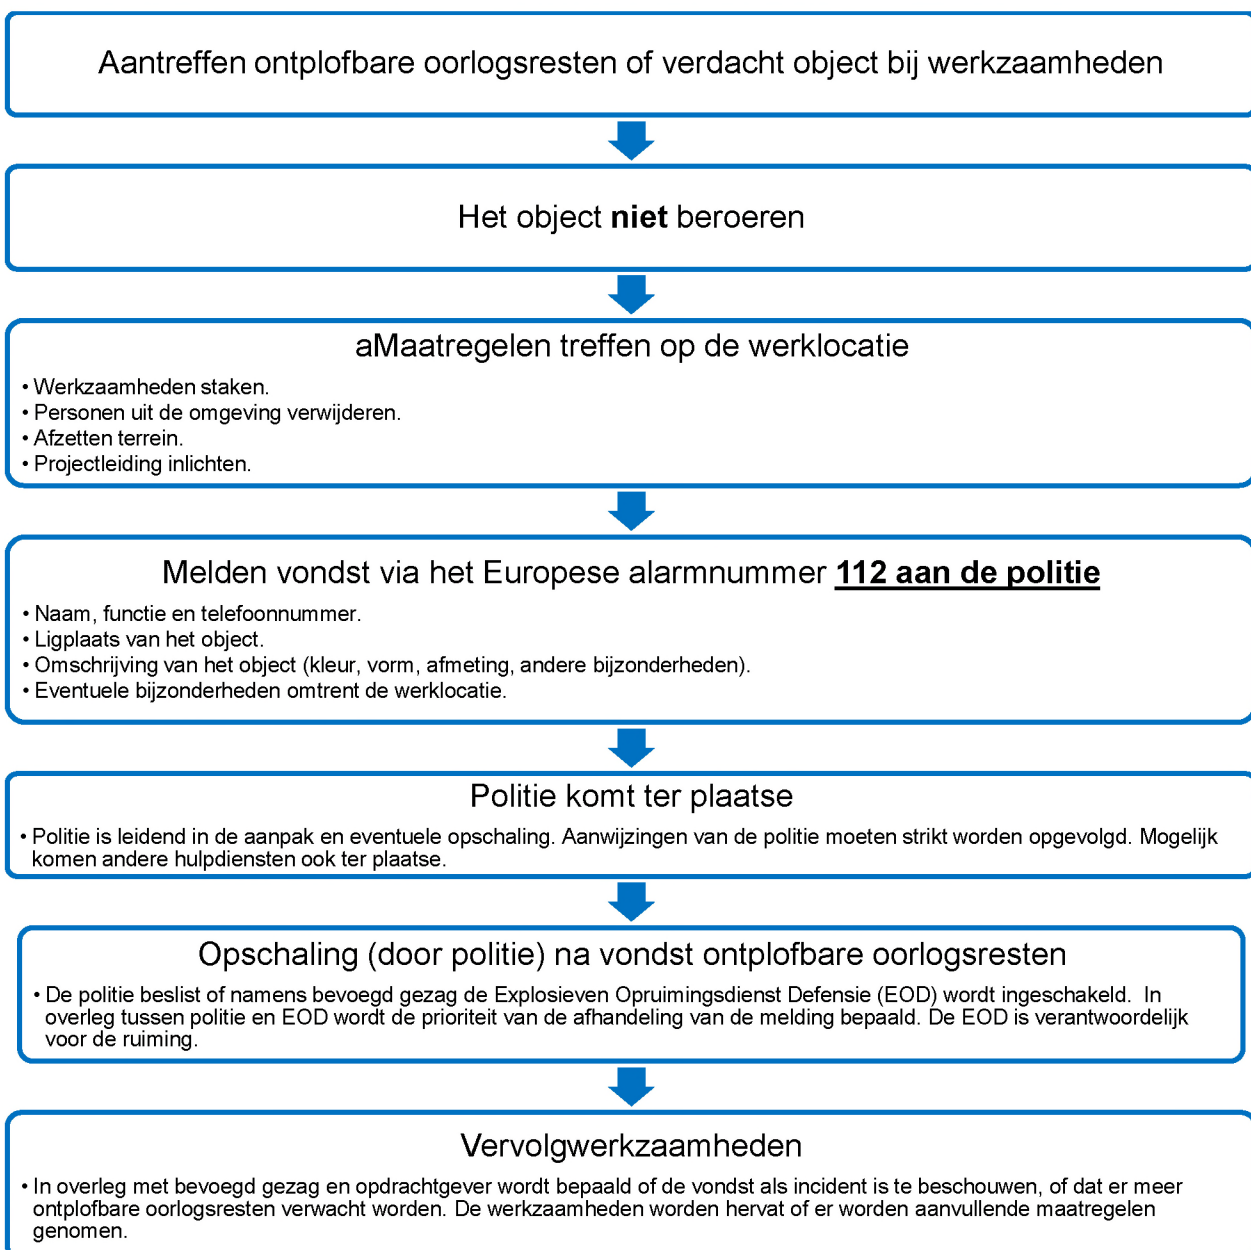 Aantreffen ontplofbare oorlogsresten of verdacht object bij werkzaamheden
Het object niet beroeren
aMaatregelen treffen op de werklocatie
• Werkzaamheden staken.
• Personen uit de omgeving verwijderen.
• Afzetten terrein.
• Projectleiding inlichten.
Melden vondst via het Europese alarmnummer 112 aan de politie
• Naam, functie en telefoonnummer.
• Ligplaats van het object.
• Omschrijving van het object (kleur, vorm, afmeting, andere bijzonderheden).
• Eventuele bijzonderheden omtrent de werklocatie.
Politie komt ter plaatse
• Politie is leidend in de aanpak en eventuele opschaling. Aanwijzingen van de politie moeten strikt worden opgevolgd. Mogelijk
komen andere hulpdiensten ook ter plaatse.
Opschaling (door politie) na vondst ontplofbare oorlogsresten
• De politie beslist of namens bevoegd gezag de Explosieven Opruimingsdienst Defensie (EOD) wordt ingeschakeld. In
overleg tussen politie en EOD wordt de prioriteit van de afhandeling van de melding bepaald. De EOD is verantwoordelijk
voor de ruiming.
Vervolgwerkzaamheden
• In overleg met bevoegd gezag en opdrachtgever wordt bepaald of de vondst als incident is te beschouwen, of dat er meer
ontplofbare oorlogsresten verwacht worden. De werkzaamheden worden hervat of er worden aanvullende maatregelen
genomen.